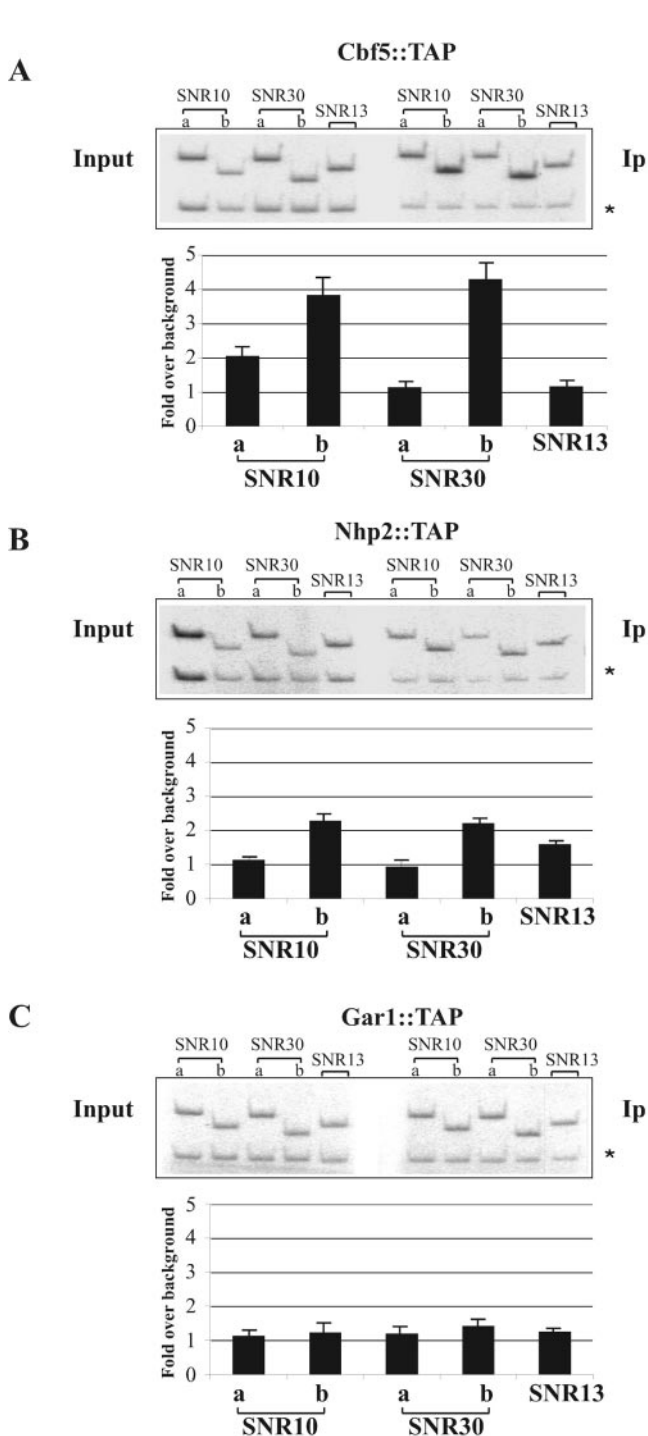 A
Cbf5::TAP
SNR10 SNR30 SNR13 SNR10 SNR30 SNR13
a b a b a b a b
Input Ip
*
Fold over background
5
4
3
2
1
0
a b a b SNR13
SNR10 SNR30
B
Nhp2::TAP
SNR10 SNR30 SNR13 SNR10 SNR30 SNR13
a b a b a b a b
Input Ip
*
Fold over background
5
4
3
2
1
0
a b a b SNR13
SNR10 SNR30
C
Gar1::TAP
SNR10 SNR30 SNR13 SNR10 SNR30 SNR13
a b a b a b a b
Input Ip
*
Fold over background
5
4
3
2
1
0
a b a b SNR13
SNR10 SNR30